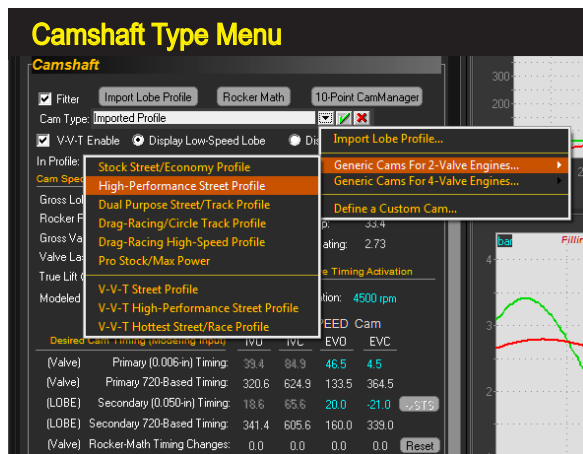 Camshaft Type Menu
Camshaft
Fitter
Import Lobe Profile
Rocker Math
10-Point CamManager
Cam Type:
Imported Profile
V-V-T Enable
Display Low-Speed Lobe
In Profile:
Import Lobe Profile...
Generic Cams For 2-Valve Engines...
Generic Cams For 4-Valve Engines...
Define a Custom Cam...
Stock Street/Economy Profile
High-Performance Street Profile
Dual Purpose Street/Track Profile
Drag-Racing/Circle Track Profile
Drag-Racing High-Speed Profile
Pro Stock/Max Power
V-V-T Street Profile
V-V-T High-Performance Street Profile
V-V-T Hottest Street/Race Profile
Cam Spec
Gross Lo
Rocker F
33.4
Gross Va
ating: 2.73
Valve La
True Lift
e Timing Activation
Modeled
tion: 4500 rpm
PEED Cam
Desired Cam Timing (Modeling Input) IVO IVC EVO EVC
(Valve) Primary (0.006-in) Timing: 39.4 84.9 46.5 4.5
(Valve) Primary 720-Based Timing: 320.6 624.9 133.5 364.5
(LOBE) Secondary (0.050-in) Timing: 18.6 65.6 20.0 -21.0
(LOBE) Secondary 720-Based Timing: 341.4 605.6 160.0 339.0
(Valve) Rocker-Math Timing Changes: 0.0 0.0 0.0 0.0 Reset
300
200
2
bar
Fillin
4
3
2